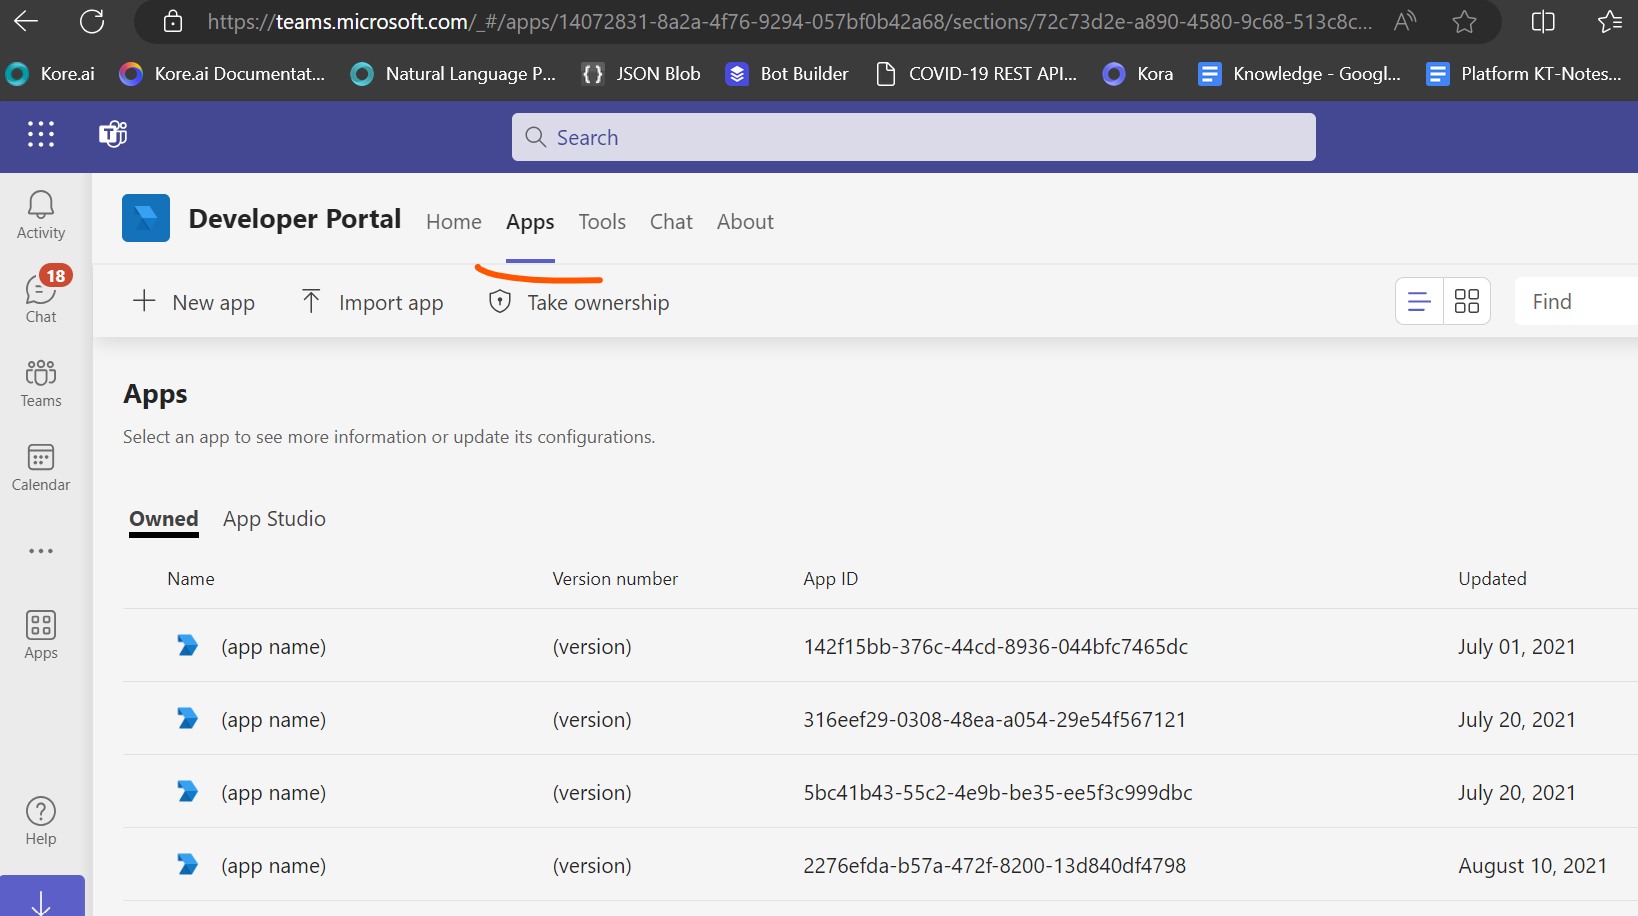 https://teams.microsoft.com/_#/apps/14072831-8a2a-4f76-9294-057bf0b42a68/sections/72c73d2e-a890-4580-9c68-513c8c...
Kore.ai Kore.ai Documentat... Natural Language P... JSON Blob Bot Builder COVID-19 REST API... Kora Knowledge - Googl... Platform KT-Notes...
Search
Developer Portal Home Apps Tools Chat About
New app Import app Take ownership Find
Activity
18
Chat
Teams
Calendar
Apps
Help
Apps
Select an app to see more information or update its configurations.
Owned App Studio
Name Version number App ID Updated
(app name) (version) 142f15bb-376c-44cd-8936-044bfc7465dc July 01, 2021
(app name) (version) 316eef29-0308-48ea-a054-29e54f567121 July 20, 2021
(app name) (version) 5bc41b43-55c2-4e9b-be35-ee5f3c999dbc July 20, 2021
(app name) (version) 2276efda-b57a-472f-8200-13d840df4798 August 10, 2021